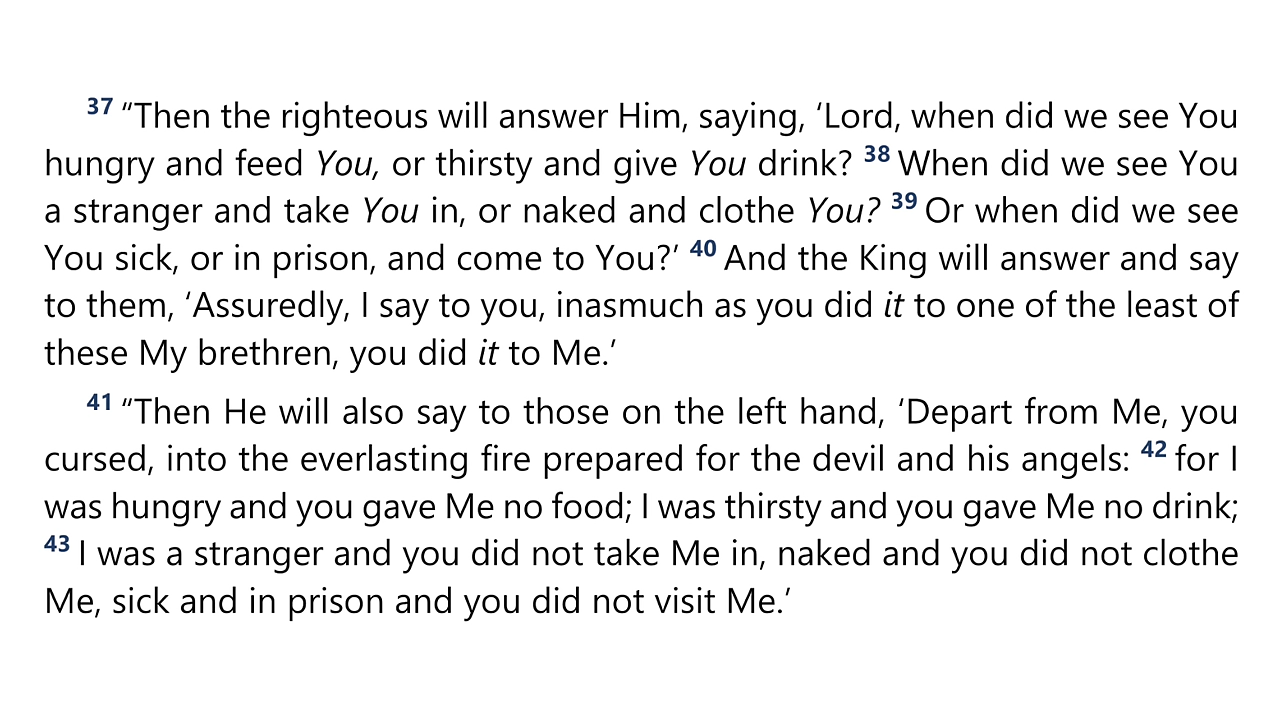 37 “Then the righteous will answer Him, saying, ‘Lord, when did we see You
hungry and feed You, or thirsty and give You drink? 38 When did we see You
a stranger and take You in, or naked and clothe You? 39 Or when did we see
You sick, or in prison, and come to You?’ 40 And the King will answer and say
to them, ‘Assuredly, I say to you, inasmuch as you did it to one of the least of
these My brethren, you did it to Me.’
41 “Then He will also say to those on the left hand, ‘Depart from Me, you
cursed, into the everlasting fire prepared for the devil and his angels: 42 for I
was hungry and you gave Me no food; I was thirsty and you gave Me no drink;
43 I was a stranger and you did not take Me in, naked and you did not clothe
Me, sick and in prison and you did not visit Me.’